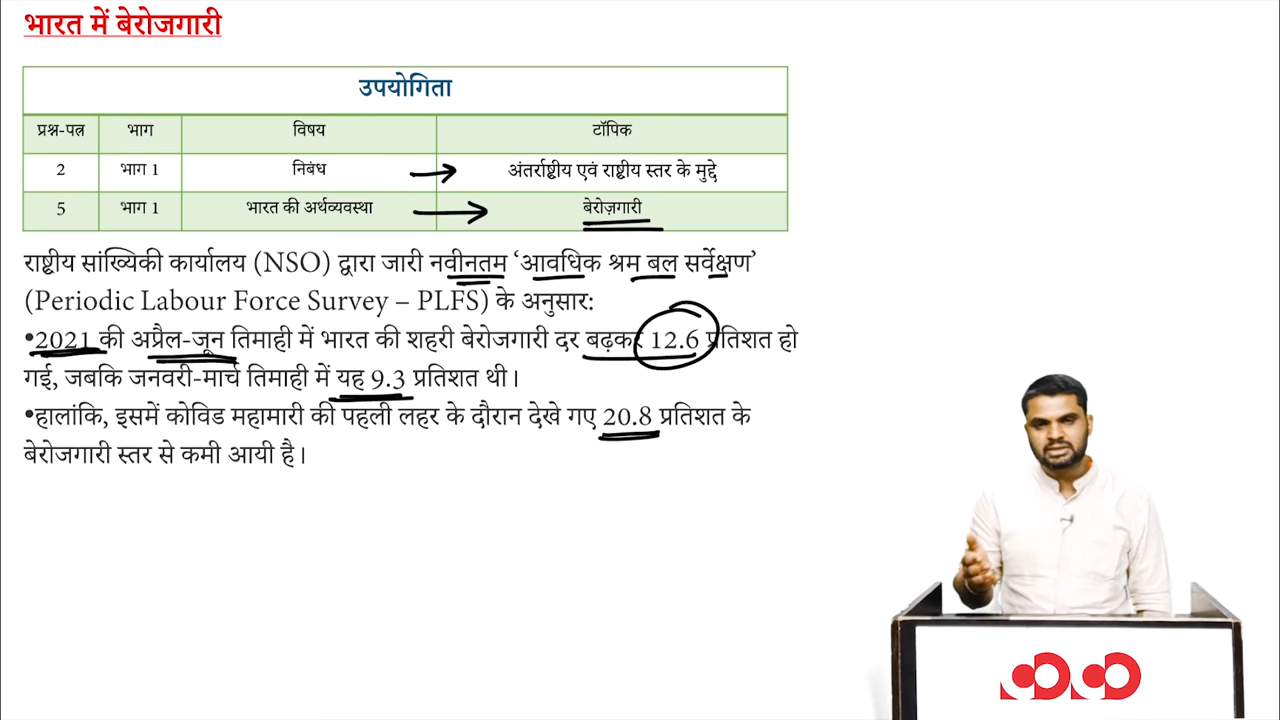 भारत में बेरोजगारी
उपयोगिता
प्रश्न-पत्र भाग विषय टॉपिक
2 भाग 1 निबंध अंतर्राष्ट्रीय एवं राष्ट्रीय स्तर के मुद्दे
5 भाग 1 भारत की अर्थव्यवस्था बेरोज़गारी
राष्ट्रीय सांख्यिकी कार्यालय (NSO) द्वारा जारी नवीनतम ‘आवधिक श्रम बल सर्वेक्षण’
(Periodic Labour Force Survey – PLFS) के अनुसार:
•2021 की अप्रैल-जून तिमाही में भारत की शहरी बेरोजगारी दर बढ़कर 12.6 प्रतिशत हो
गई, जबकि जनवरी-मार्च तिमाही में यह 9.3 प्रतिशत थी।
•हालांकि, इसमें कोविड महामारी की पहली लहर के दौरान देखे गए 20.8 प्रतिशत के
बेरोजगारी स्तर से कमी आयी है।